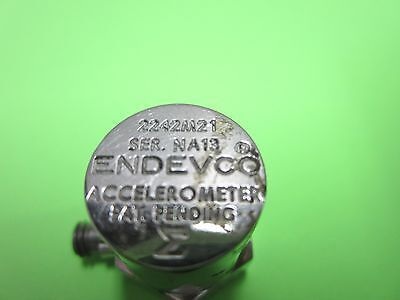 2242M21
SER. NA13
ENDEVCO®
ACCELEROMETER
PAT. PENDING